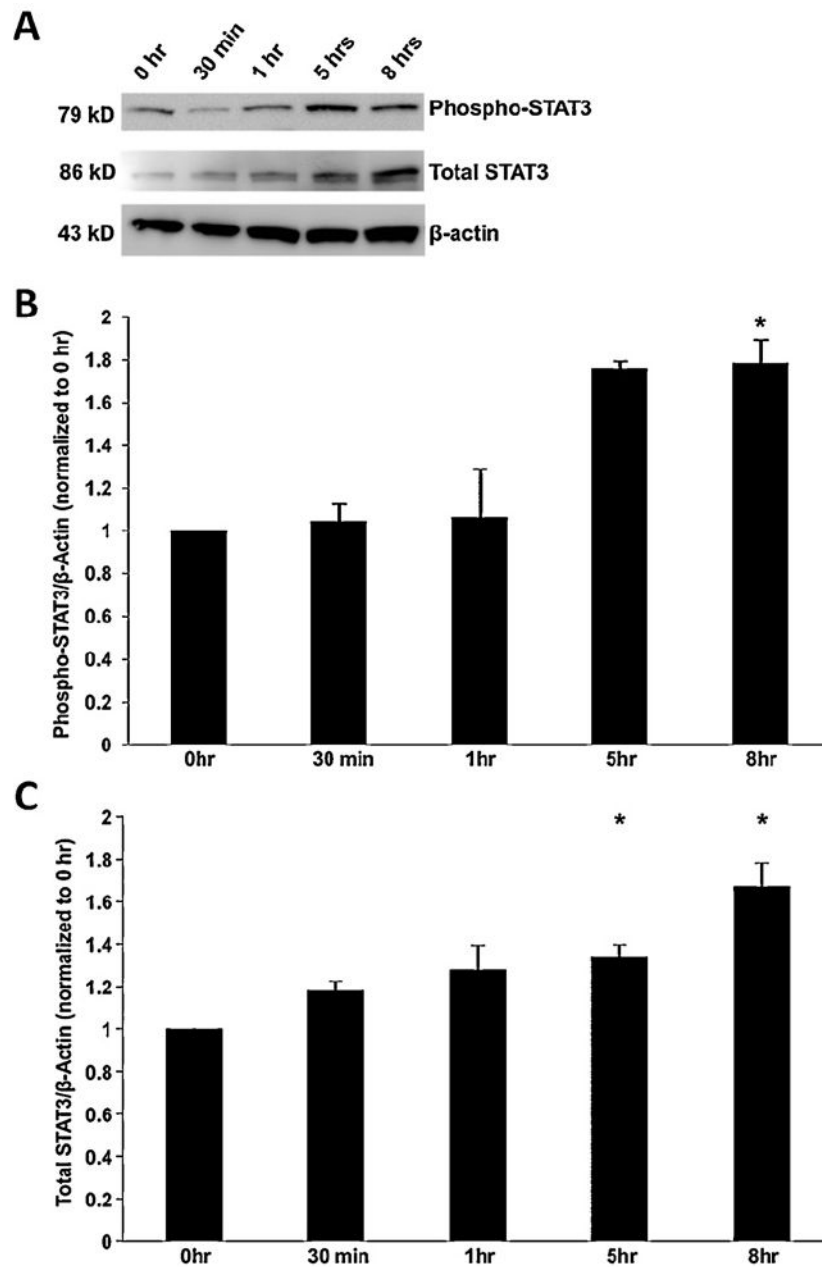 A
0 hr 30 min 1 hr 5 hrs 8 hrs
79 kD Phospho-STAT3
86 kD Total STAT3
43 kD β-actin
B
Phospho-STAT3/β-Actin (normalized to 0 hr)
2
*
1.8
1.6
1.4
1.2
1
0.8
0.6
0.4
0.2
0
0hr 30 min 1hr 5hr 8hr
C
Total STAT3/β-Actin (normalized to 0 hr)
2 * *
1.8
1.6
1.4
1.2
1
0.8
0.6
0.4
0.2
0
0hr 30 min 1hr 5hr 8hr